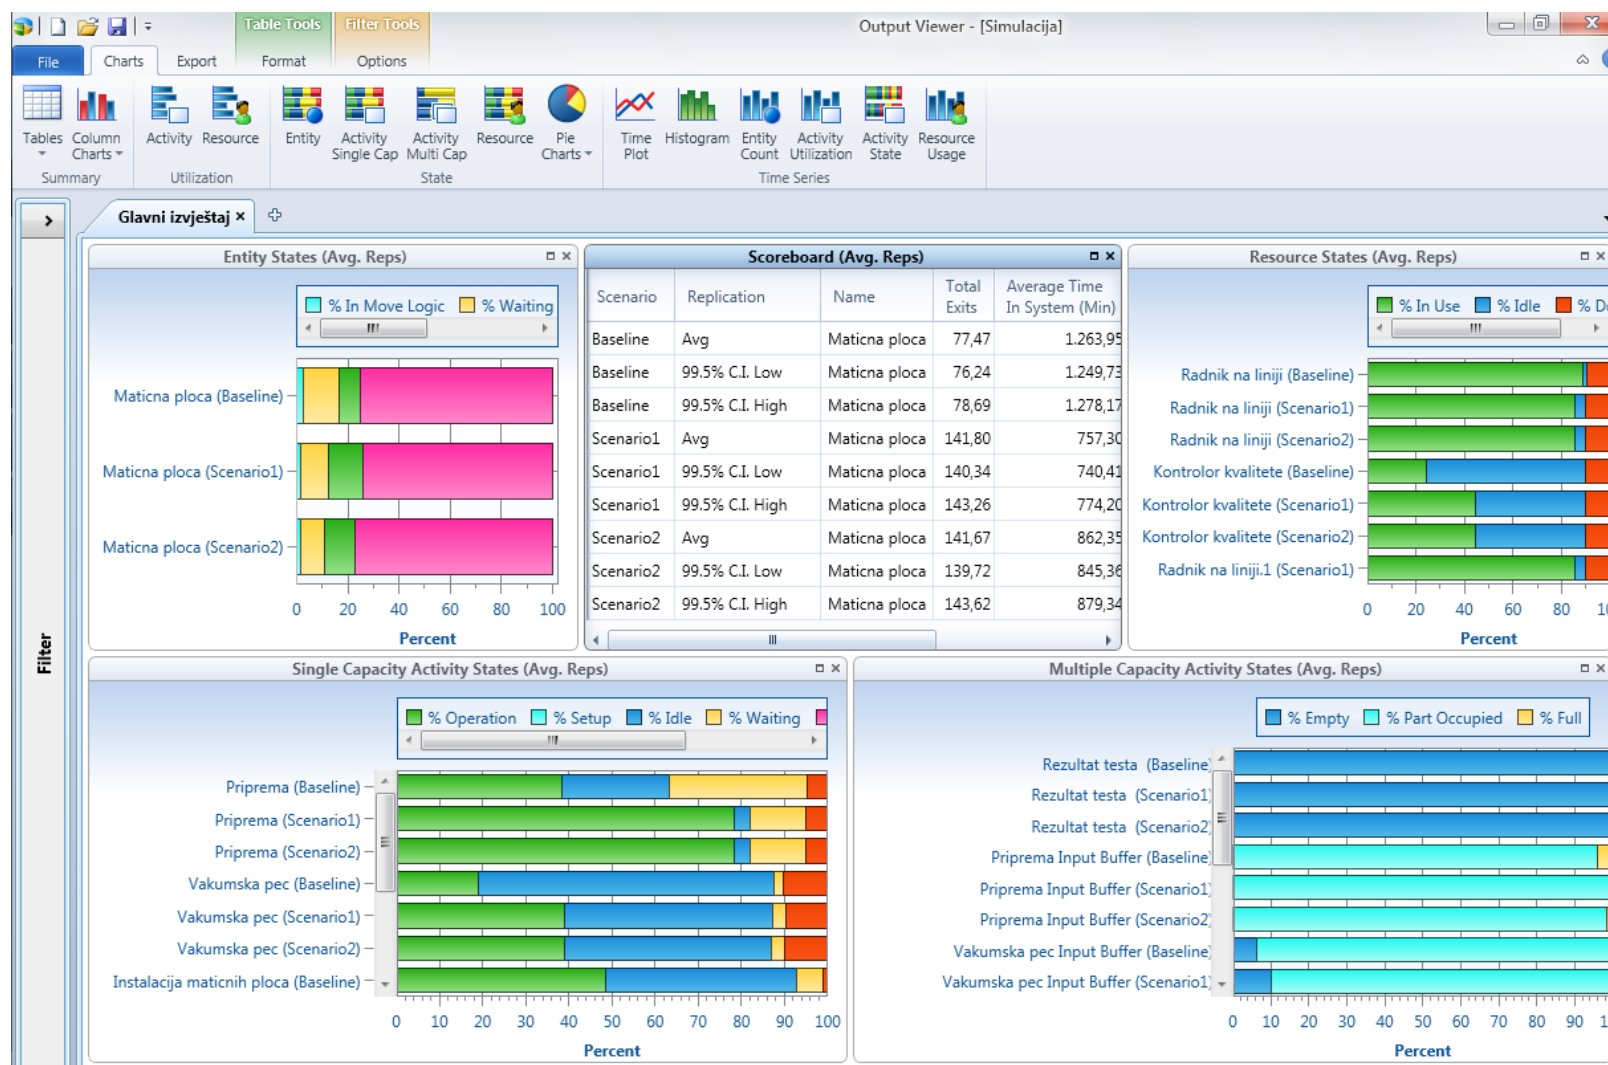 Table Tools Filter Tools Output Viewer - [Simulacija]
File Charts Export Format Options
Tables Column Charts Activity Resource Entity Activity Single Cap Activity Multi Cap Resource Pie Charts Time Plot Histogram Entity Count Activity Utilization Activity State Resource Usage
Summary Utilization State Time Series
Filter
Glavni izvještaj
Entity States (Avg. Reps)
% In Move Logic % Waiting
Maticna ploca (Baseline)
Maticna ploca (Scenario1)
Maticna ploca (Scenario2)
0 20 40 60 80 100
Percent
Scoreboard (Avg. Reps)
Scenario Replication Name Total Exits Average Time In System (Min)
Baseline Avg Maticna ploca 77,47 1.263,95
Baseline 99.5% C.I. Low Maticna ploca 76,24 1.249,73
Baseline 99.5% C.I. High Maticna ploca 78,69 1.278,17
Scenario1 Avg Maticna ploca 141,80 757,30
Scenario1 99.5% C.I. Low Maticna ploca 140,34 740,41
Scenario1 99.5% C.I. High Maticna ploca 143,26 774,20
Scenario2 Avg Maticna ploca 141,67 862,35
Scenario2 99.5% C.I. Low Maticna ploca 139,72 845,36
Scenario2 99.5% C.I. High Maticna ploca 143,62 879,34
Resource States (Avg. Reps)
% In Use % Idle %
Radnik na liniji (Baseline)
Radnik na liniji (Scenario1)
Radnik na liniji (Scenario2)
Kontrolor kvalitete (Baseline)
Kontrolor kvalitete (Scenario1)
Kontrolor kvalitete (Scenario2)
Radnik na liniji.1 (Scenario1)
0 20 40 60 80
Percent
Single Capacity Activity States (Avg. Reps)
% Operation % Setup % Idle % Waiting
Priprema (Baseline)
Priprema (Scenario1)
Priprema (Scenario2)
Vakumska pec (Baseline)
Vakumska pec (Scenario1)
Vakumska pec (Scenario2)
Instalacija maticnih ploca (Baseline)
0 10 20 30 40 50 60 70 80 90 100
Percent
Multiple Capacity Activity States (Avg. Reps)
% Empty % Part Occupied % Full
Rezultat testa (Baseline)
Rezultat testa (Scenario1)
Rezultat testa (Scenario2)
Priprema Input Buffer (Baseline)
Priprema Input Buffer (Scenario1)
Priprema Input Buffer (Scenario2)
Vakumska pec Input Buffer (Baseline)
Vakumska pec Input Buffer (Scenario1)
0 10 20 30 40 50 60 70 80 90
Percent